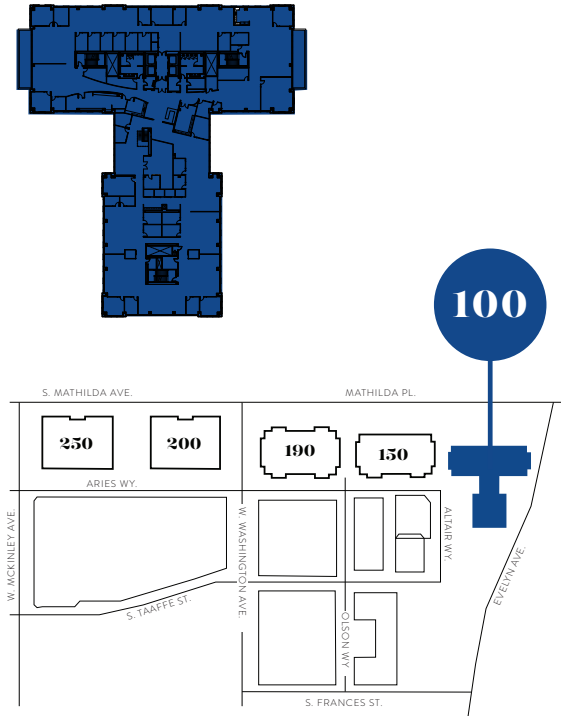 100
S. MATHILDA AVE.
MATHILDA PL.
250
200
190
150
ARIES WY.
W. MCKINLEY AVE.
W. WASHINGTON AVE.
ALTAIR WY.
EVELYN AVE.
S. TAAFFE ST.
OLSON WY
S. FRANCES ST.